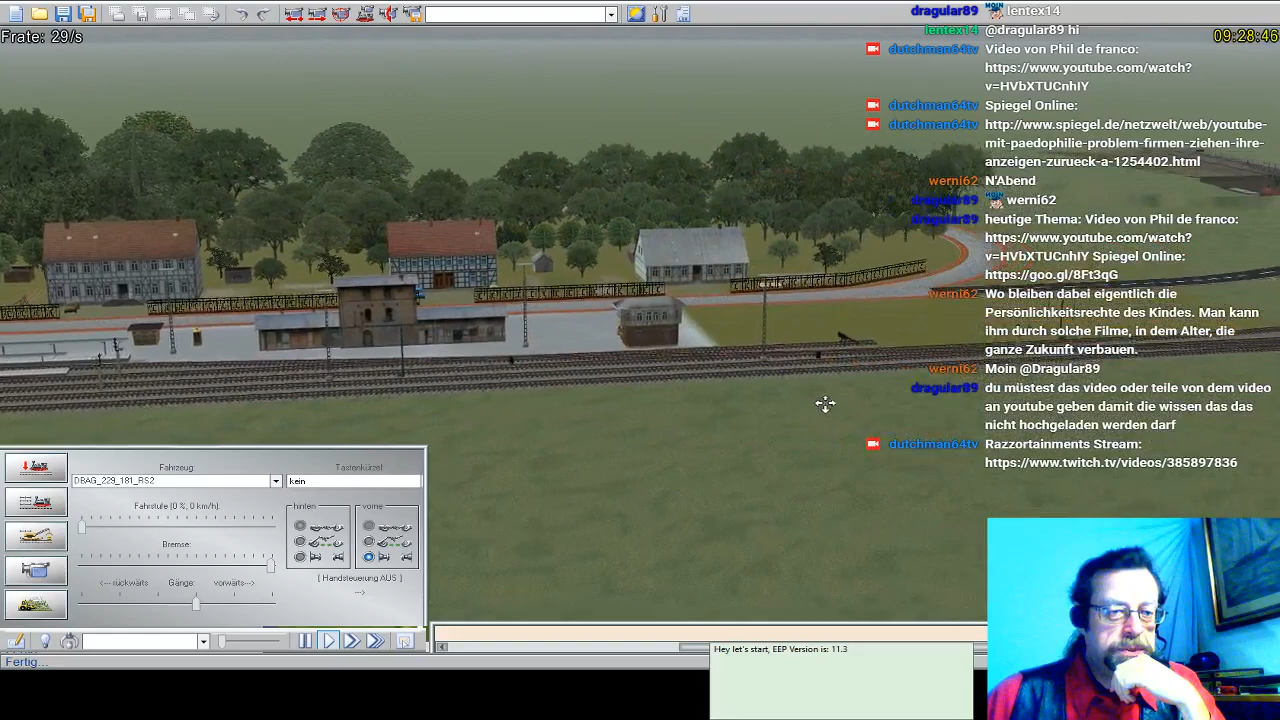 Frate: 29/s
09:28:46
dragular89 lentex14
lentex14 @dragular89 hi
dutchman64tv Video von Phil de franco:
https://www.youtube.com/watch?
v=HVbXTUCnhIY
dutchman64tv Spiegel Online:
dutchman64tv http://www.spiegel.de/netzwelt/web/youtube-
mit-paedophilie-problem-firmen-ziehen-ihre-
anzeigen-zurueck-a-1254402.html
werni62 N'Abend
dragular89 werni62
dragular89 heutige Thema: Video von Phil de franco:
https://www.youtube.com/watch?
v=HVbXTUCnhIY Spiegel Online:
https://goo.gl/8Ft3qG
werni62 Wo bleiben dabei eigentlich die
Persönlichkeitsrechte des Kindes. Man kann
ihm durch solche Filme, in dem Alter, die
ganze Zukunft verbauen.
werni62 Moin @Dragular89
dragular89 du müstest das video oder teile von dem video
an youtube geben damit die wissen das das
nicht hochgeladen werden darf
dutchman64tv Razzortainments Stream:
https://www.twitch.tv/videos/385897836
Fahrzeug:
Tastenkürzel
DBAG_229_181_RS2
kein
Fahrstufe (0 %, 0 km/h):
hinten
vorne
Bremse:
<--- rückwärts Gänge: vorwärts--->
[ Handsteuerung AUS ]
--->
Fertig...
Hey let's start, EEP Version is: 11.3